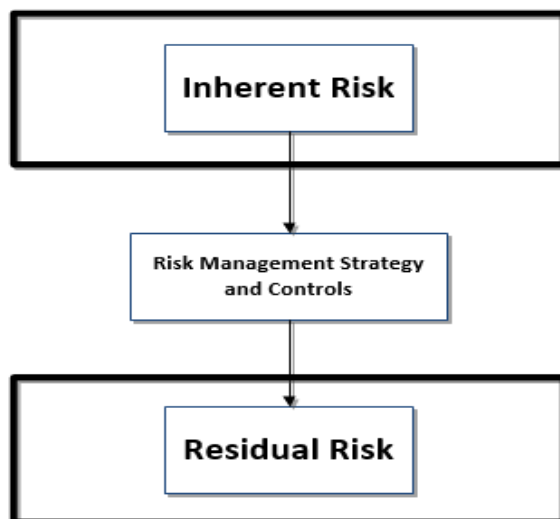 Inherent Risk
Risk Management Strategy
and Controls
Residual Risk